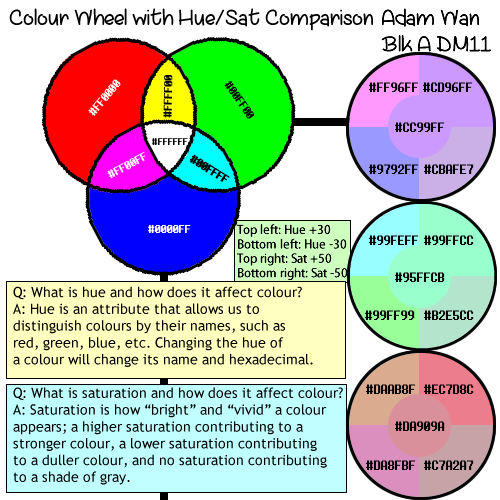 Colour Wheel with Hue/Sat Comparison Adam Wan
Blk A DM11
#FF0000
#FFFF00
#00FF00
#FFFFFF
#FF00FF
#00FFFF
#0000FF
#FF96FF #CD96FF
#CC99FF
#9792FF #CBAFE7
Top left: Hue +30
Bottom left: Hue -30
Top right: Sat +50
Bottom right: Sat -50
#99FEFF #99FFCC
#95FFCB
#99FF99 #B2E5CC
Q: What is hue and how does it affect colour?
A: Hue is an attribute that allows us to
distinguish colours by their names, such as
red, green, blue, etc. Changing the hue of
a colour will change its name and hexadecimal.
#DAAB8F #EC7D8C
#DA909A
#DA8FBF #C7A2A7
Q: What is saturation and how does it affect colour?
A: Saturation is how “bright” and “vivid” a colour
appears; a higher saturation contributing to a
stronger colour, a lower saturation contributing
to a duller colour, and no saturation contributing
to a shade of gray.